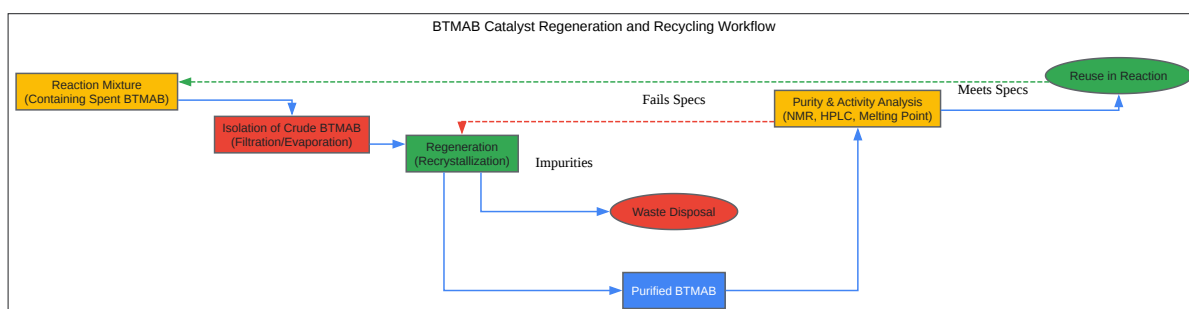 BTMAB Catalyst Regeneration and Recycling Workflow
Reaction Mixture
(Containing Spent BTMAB)
Reuse in Reaction
Meets Specs
Fails Specs
Purity & Activity Analysis
(NMR, HPLC, Melting Point)
Isolation of Crude BTMAB
(Filtration/Evaporation)
Regeneration
(Recrystallization)
Impurities
Waste Disposal
Purified BTMAB